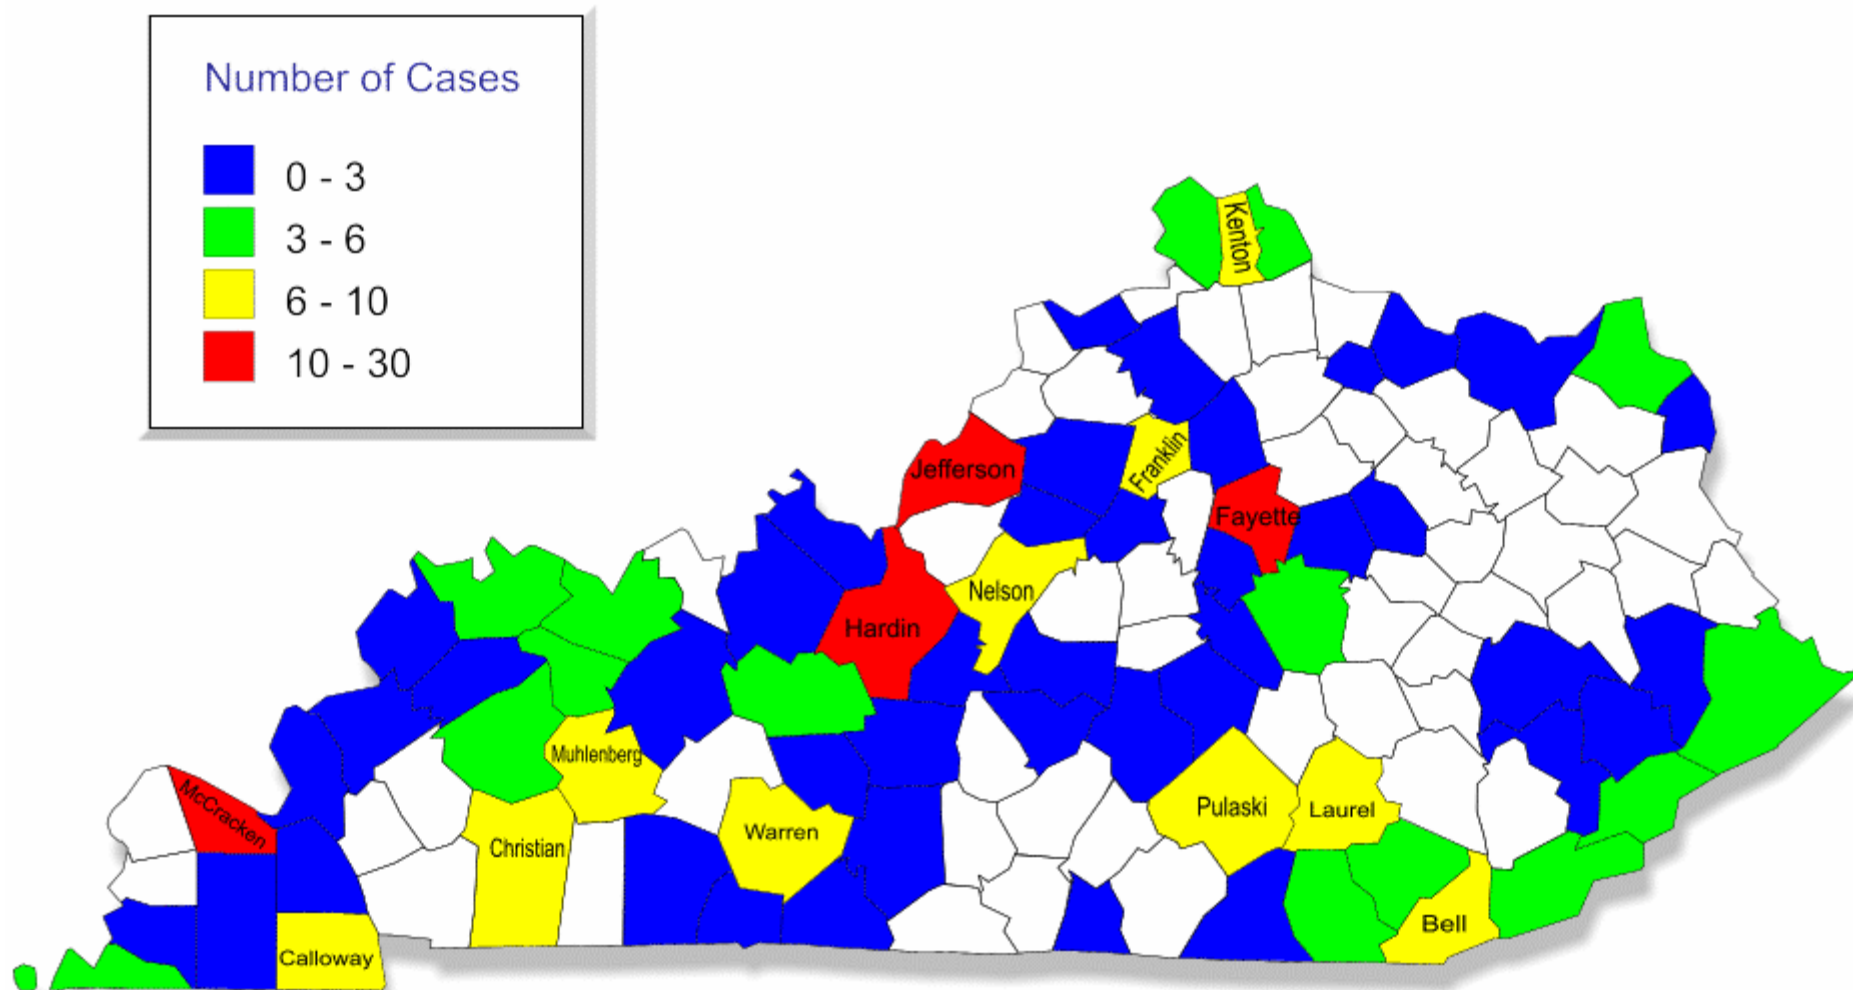 Number of Cases
0 - 3
3 - 6
6 - 10
10 - 30
Kenton
Jefferson
Franklin
Fayette
Nelson
Hardin
Muhlenberg
McCracken
Pulaski
Laurel
Warren
Christian
Bell
Calloway